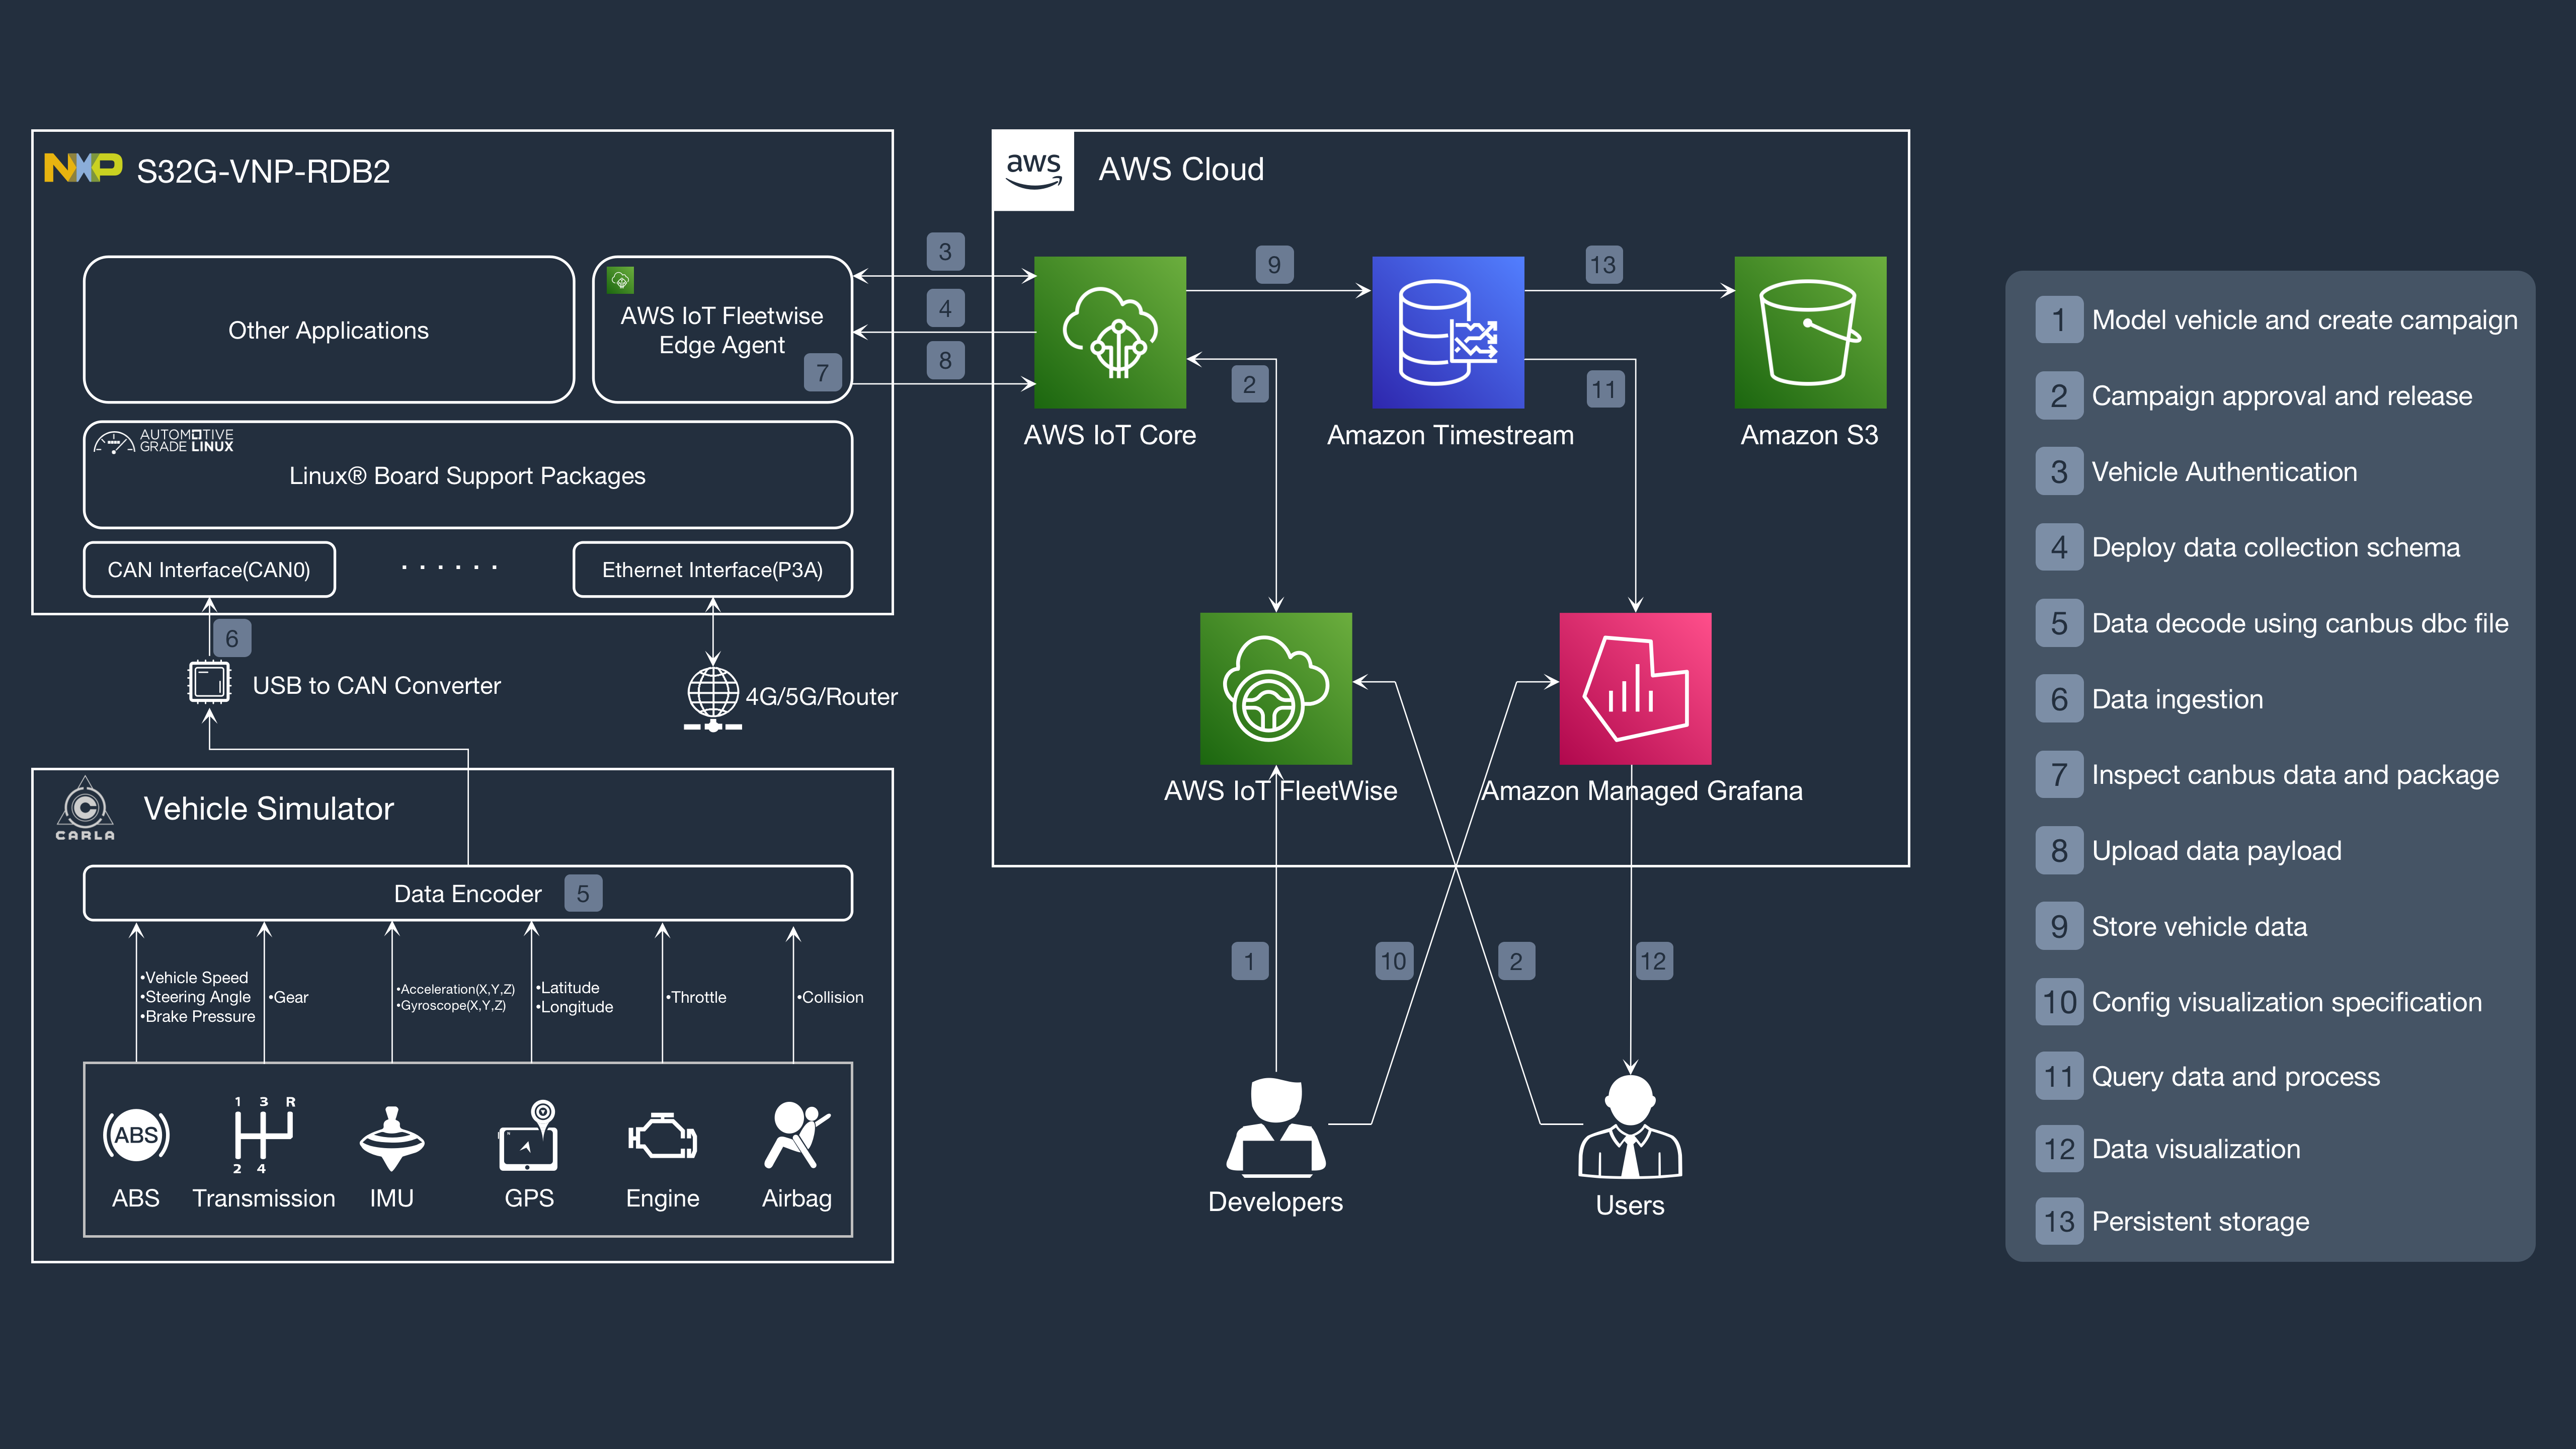 NXP S32G-VNP-RDB2
Other Applications
AWS IoT Fleetwise
Edge Agent
7
AUTOMOTIVE
GRADE LINUX
Linux® Board Support Packages
CAN Interface(CAN0)
· · · · · ·
Ethernet Interface(P3A)
6
USB to CAN Converter
4G/5G/Router
CARLA
Vehicle Simulator
Data Encoder 5
•Vehicle Speed
•Steering Angle
•Brake Pressure
•Gear
•Acceleration(X,Y,Z)
•Gyroscope(X,Y,Z)
•Latitude
•Longitude
•Throttle
•Collision
ABS
1 3 R
2 4
ABS
Transmission
IMU
GPS
Engine
Airbag
3
4
8
aws
AWS Cloud
9
13
2
11
AWS IoT Core
Amazon Timestream
Amazon S3
AWS IoT FleetWise
Amazon Managed Grafana
1
10
2
12
Developers
Users
1 Model vehicle and create campaign
2 Campaign approval and release
3 Vehicle Authentication
4 Deploy data collection schema
5 Data decode using canbus dbc file
6 Data ingestion
7 Inspect canbus data and package
8 Upload data payload
9 Store vehicle data
10 Config visualization specification
11 Query data and process
12 Data visualization
13 Persistent storage